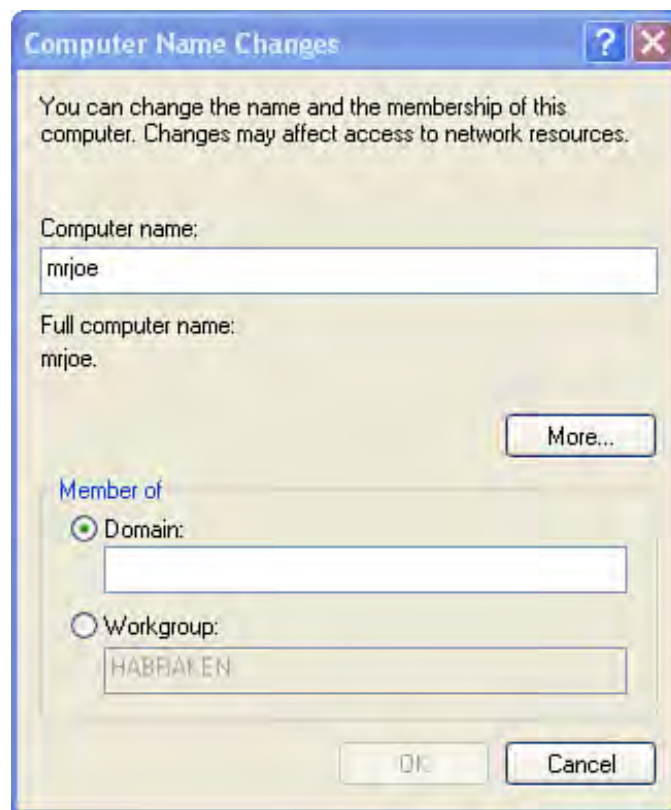 Computer Name Changes
You can change the name and the membership of this
computer. Changes may affect access to network resources.
Computer name:
mrjoe
Full computer name:
mrjoe.
More...
Member of
Domain:
Workgroup:
HABRAKEN
OK
Cancel